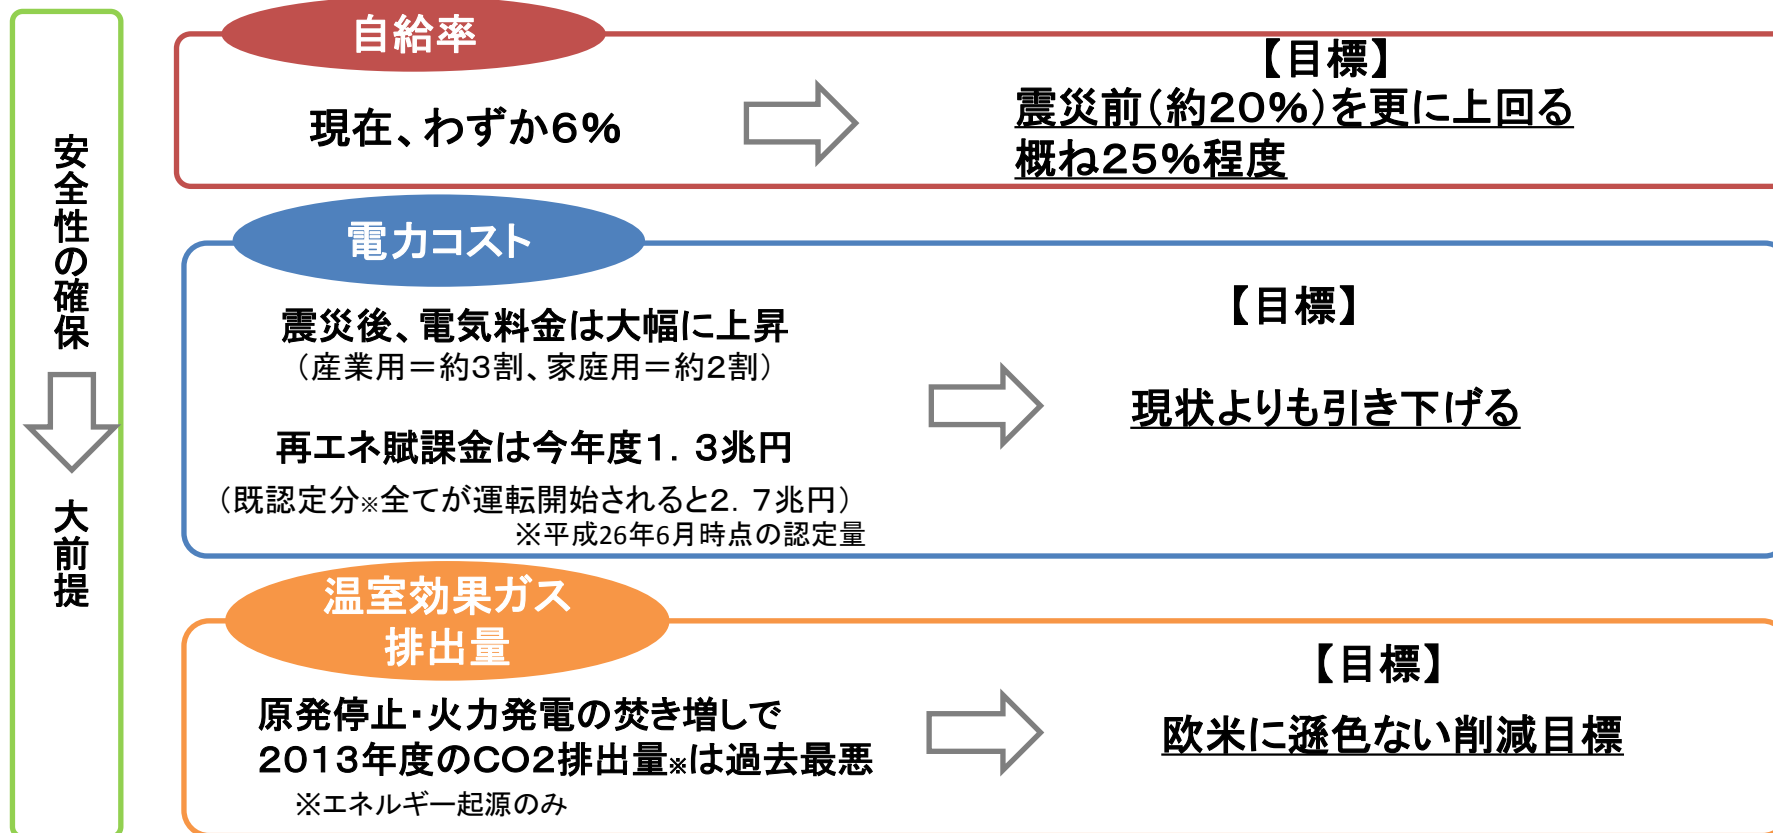 安全性の確保
大前提
自給率
現在、わずか6%
【目標】
震災前(約20%)を更に上回る
概ね25%程度
電力コスト
震災後、電気料金は大幅に上昇
(産業用=約3割、家庭用=約2割)
再エネ賦課金は今年度1.3兆円
(既認定分※全てが運転開始されると2.7兆円)
※平成26年6月時点の認定量
【目標】
現状よりも引き下げる
温室効果ガス
排出量
原発停止・火力発電の焚き増しで
2013年度のCO2排出量※は過去最悪
※エネルギー起源のみ
【目標】
欧米に遜色ない削減目標